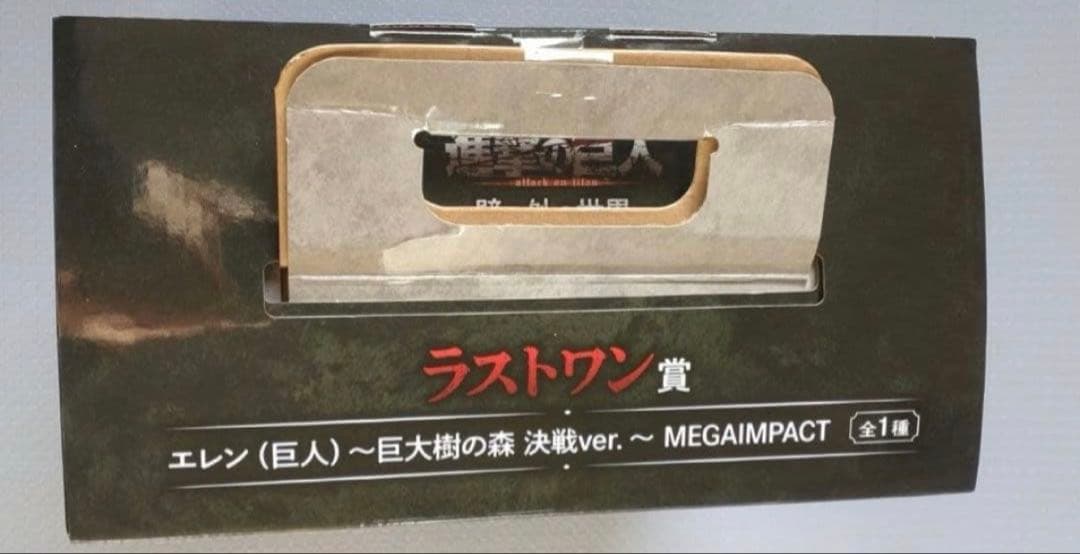 進撃の巨人
attack on titan
ラストワン賞
エレン(巨人)～巨大樹の森 決戦ver.～ MEGAIMPACT 全1種